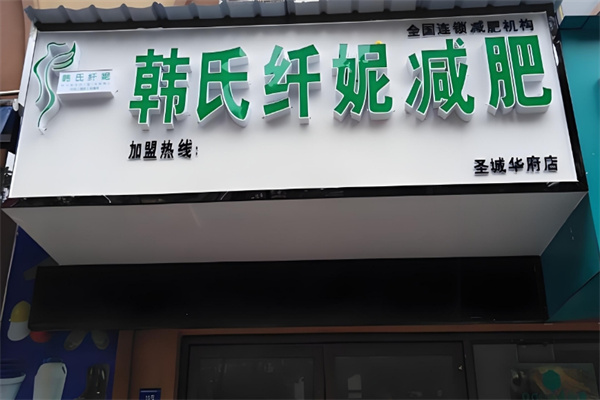 全国连锁减肥机构
韩氏纤妮
韩氏纤妮减肥
加盟热线：
圣城华府店